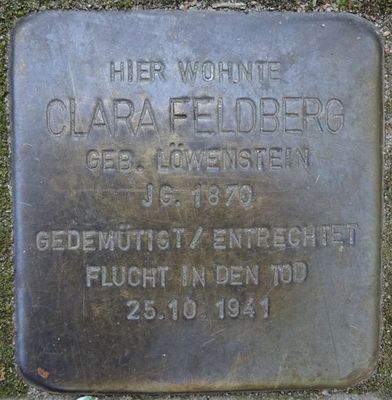 HIER WOHNTE
CLARA FELDBERG
GEB. LÖWENSTEIN
JG. 1870
GEDEMÜTIGT / ENTRECHTET
FLUCHT IN DEN TOD
25.10.1941